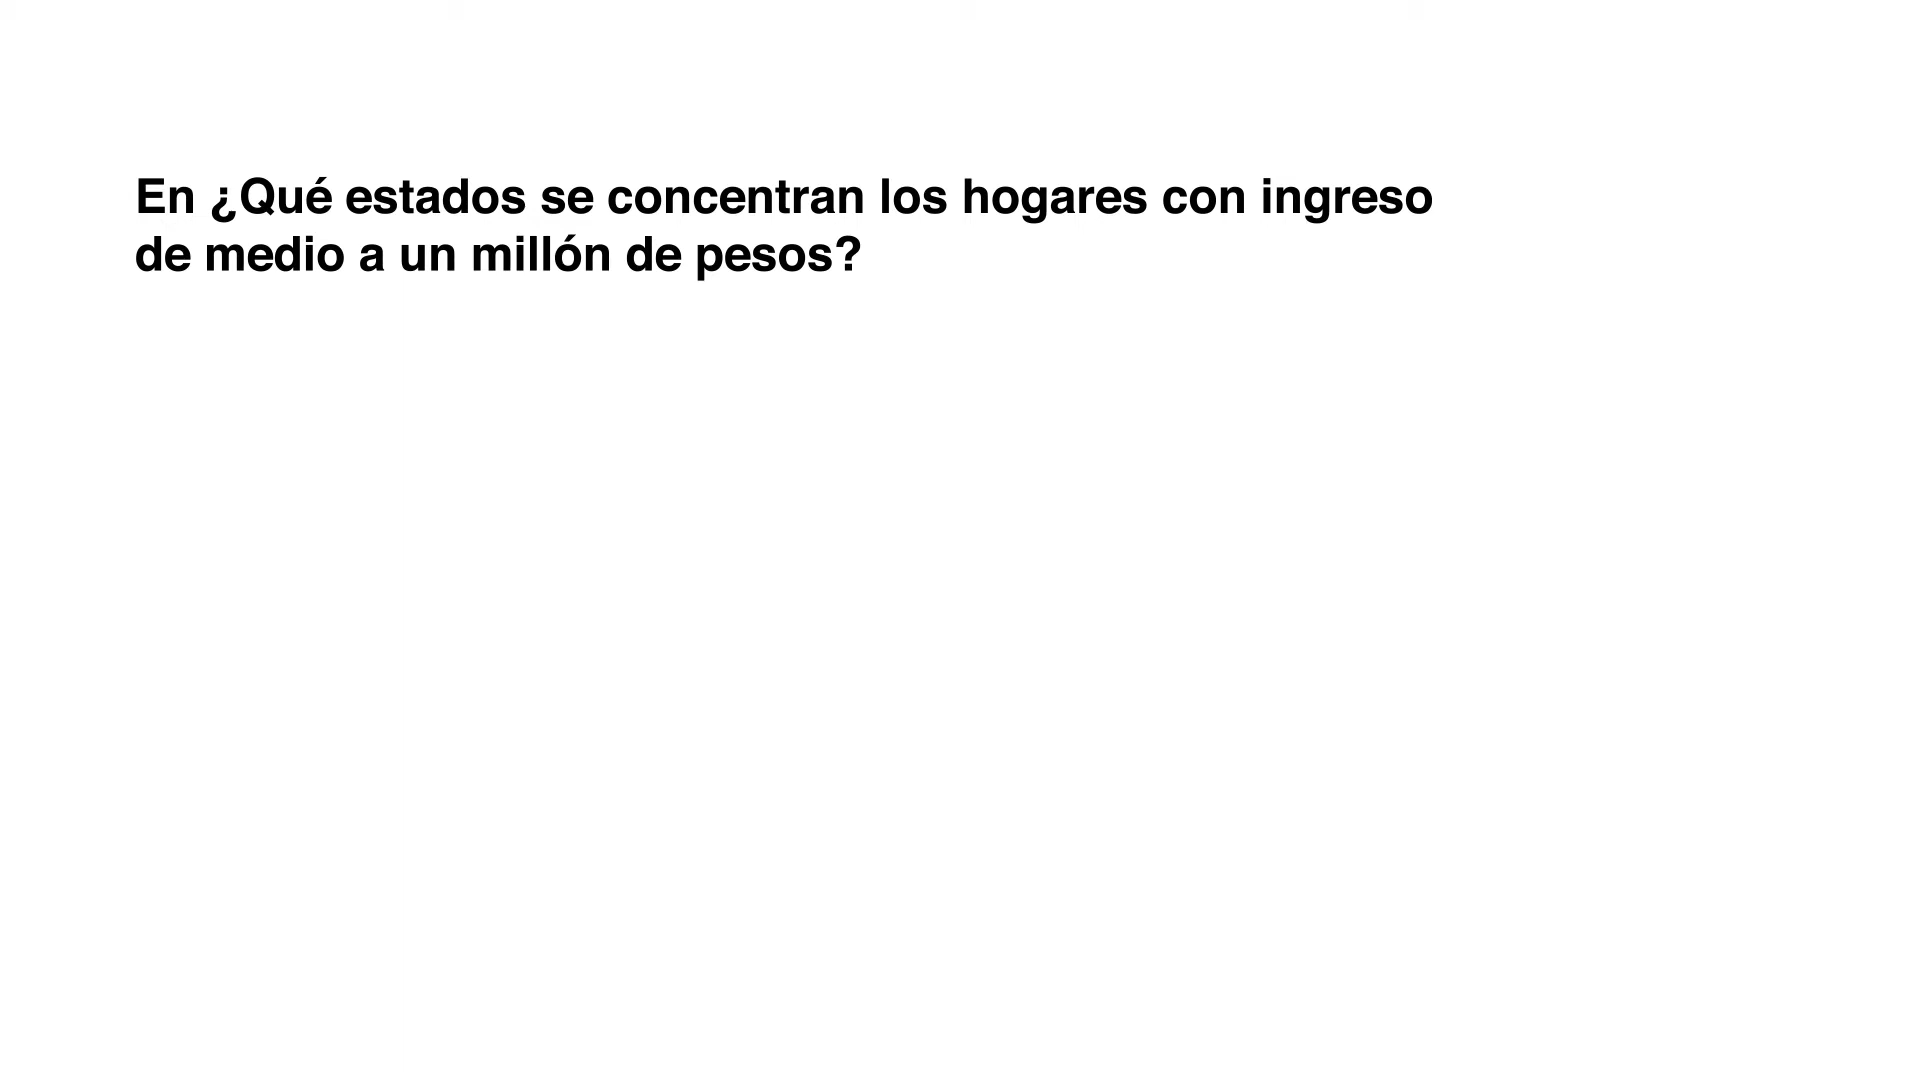 En ¿Qué estados se concentran los hogares con ingreso
de medio a un millón de pesos?